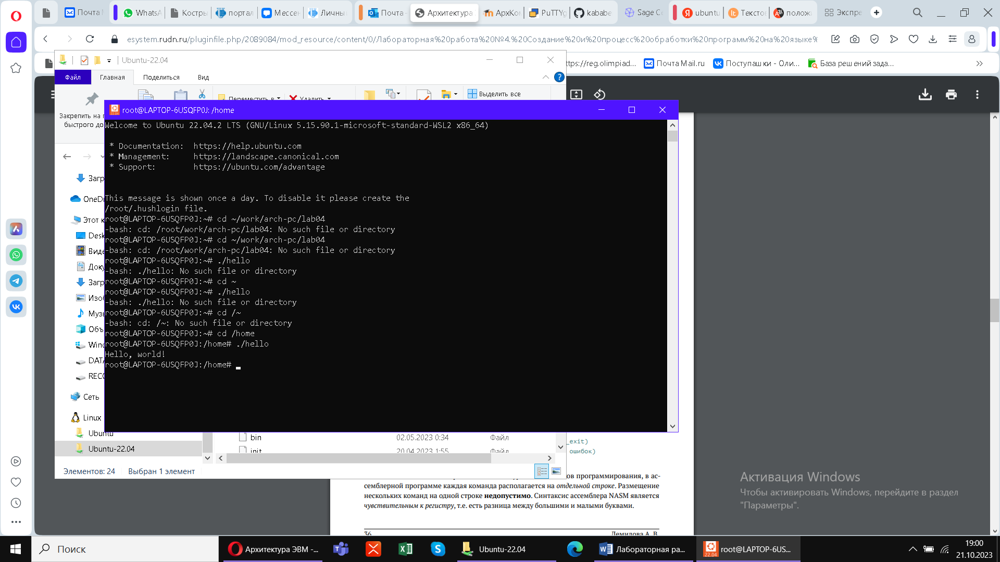 Почта
WhatsA
Костры
портал
Мессен
Личный
Почта -
Архитектура
АрхКом
PuTTYg
kababe
Sage Ce
ubuntu
Текстов
полож
Экспре
esystem.rudn.ru/pluginfile.php/2089084/mod_resource/content/0/Лабораторная%20работа%20№4.%20Создание%20и%20процесс%20обработки%20программ%20на%20языке%
Ubuntu-22.04
ttps://reg.olimpiad...
Почта Mail.ru
Поступашки - Оли...
База решений зада...
Файл
Главная
Поделиться
Вид
Переместить в
Удалить
Выделить все
Закрепить на п
быстрого до
root@LAPTOP-6USQFP0J: /home
Welcome to Ubuntu 22.04.2 LTS (GNU/Linux 5.15.90.1-microsoft-standard-WSL2 x86_64)
* Documentation:  https://help.ubuntu.com
* Management:     https://landscape.canonical.com
* Support:        https://ubuntu.com/advantage
This message is shown once a day. To disable it please create the
/root/.hushlogin file.
root@LAPTOP-6USQFP0J:~# cd ~/work/arch-pc/lab04
-bash: cd: /root/work/arch-pc/lab04: No such file or directory
root@LAPTOP-6USQFP0J:~# cd ~/work/arch-pc/lab04
-bash: cd: /root/work/arch-pc/lab04: No such file or directory
root@LAPTOP-6USQFP0J:~# ./hello
-bash: ./hello: No such file or directory
root@LAPTOP-6USQFP0J:~# cd ~
root@LAPTOP-6USQFP0J:~# ./hello
-bash: ./hello: No such file or directory
root@LAPTOP-6USQFP0J:~# cd /~
-bash: cd: /~: No such file or directory
root@LAPTOP-6USQFP0J:~# cd /home
root@LAPTOP-6USQFP0J:/home# ./hello
Hello, world!
root@LAPTOP-6USQFP0J:/home#
Загр
OneDr
Этот к
Desk
Виде
Доку
Загр
Изоб
Музы
Объ
Wind
DATA
RECO
Сеть
Linux
Ubuntu
Ubuntu-22.04
bin 02.05.2023 0:34 Файл
init 20.04.2023 1:55 Файл
Элементов: 24
Выбран 1 элемент
_exit)
ошибок)
ов программирования, в ас-
семблерной программе каждая команда располагается на отдельной строке. Размещение
нескольких команд на одной строке недопустимо. Синтаксис ассемблера NASM является
чувствительным к регистру, т.е. есть разница между большими и малыми буквами.
36
Демидова А. В.
Активация Windows
Чтобы активировать Windows, перейдите в раздел
"Параметры".
Поиск
Архитектура ЭВМ -...
Ubuntu-22.04
Лабораторная ра...
root@LAPTOP-6US...
19:00
21.10.2023